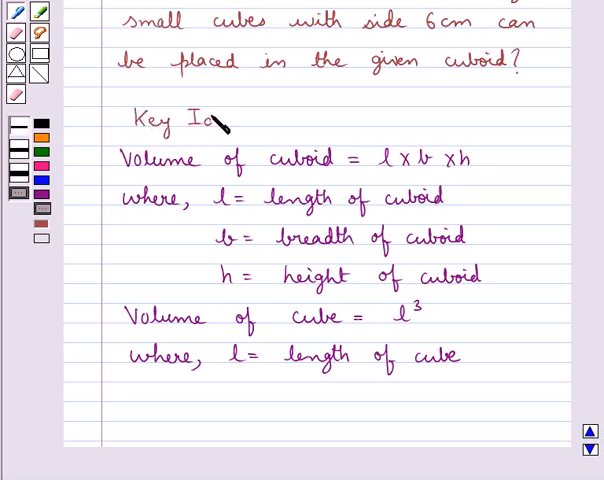 small cubes with side 6 cm can
be placed in the given cuboid?
Key
Volume of cuboid = l × b × h
where, l = length of cuboid
b = breadth of cuboid
h = height of cuboid
Volume of cube = l³
where, l = length of cube